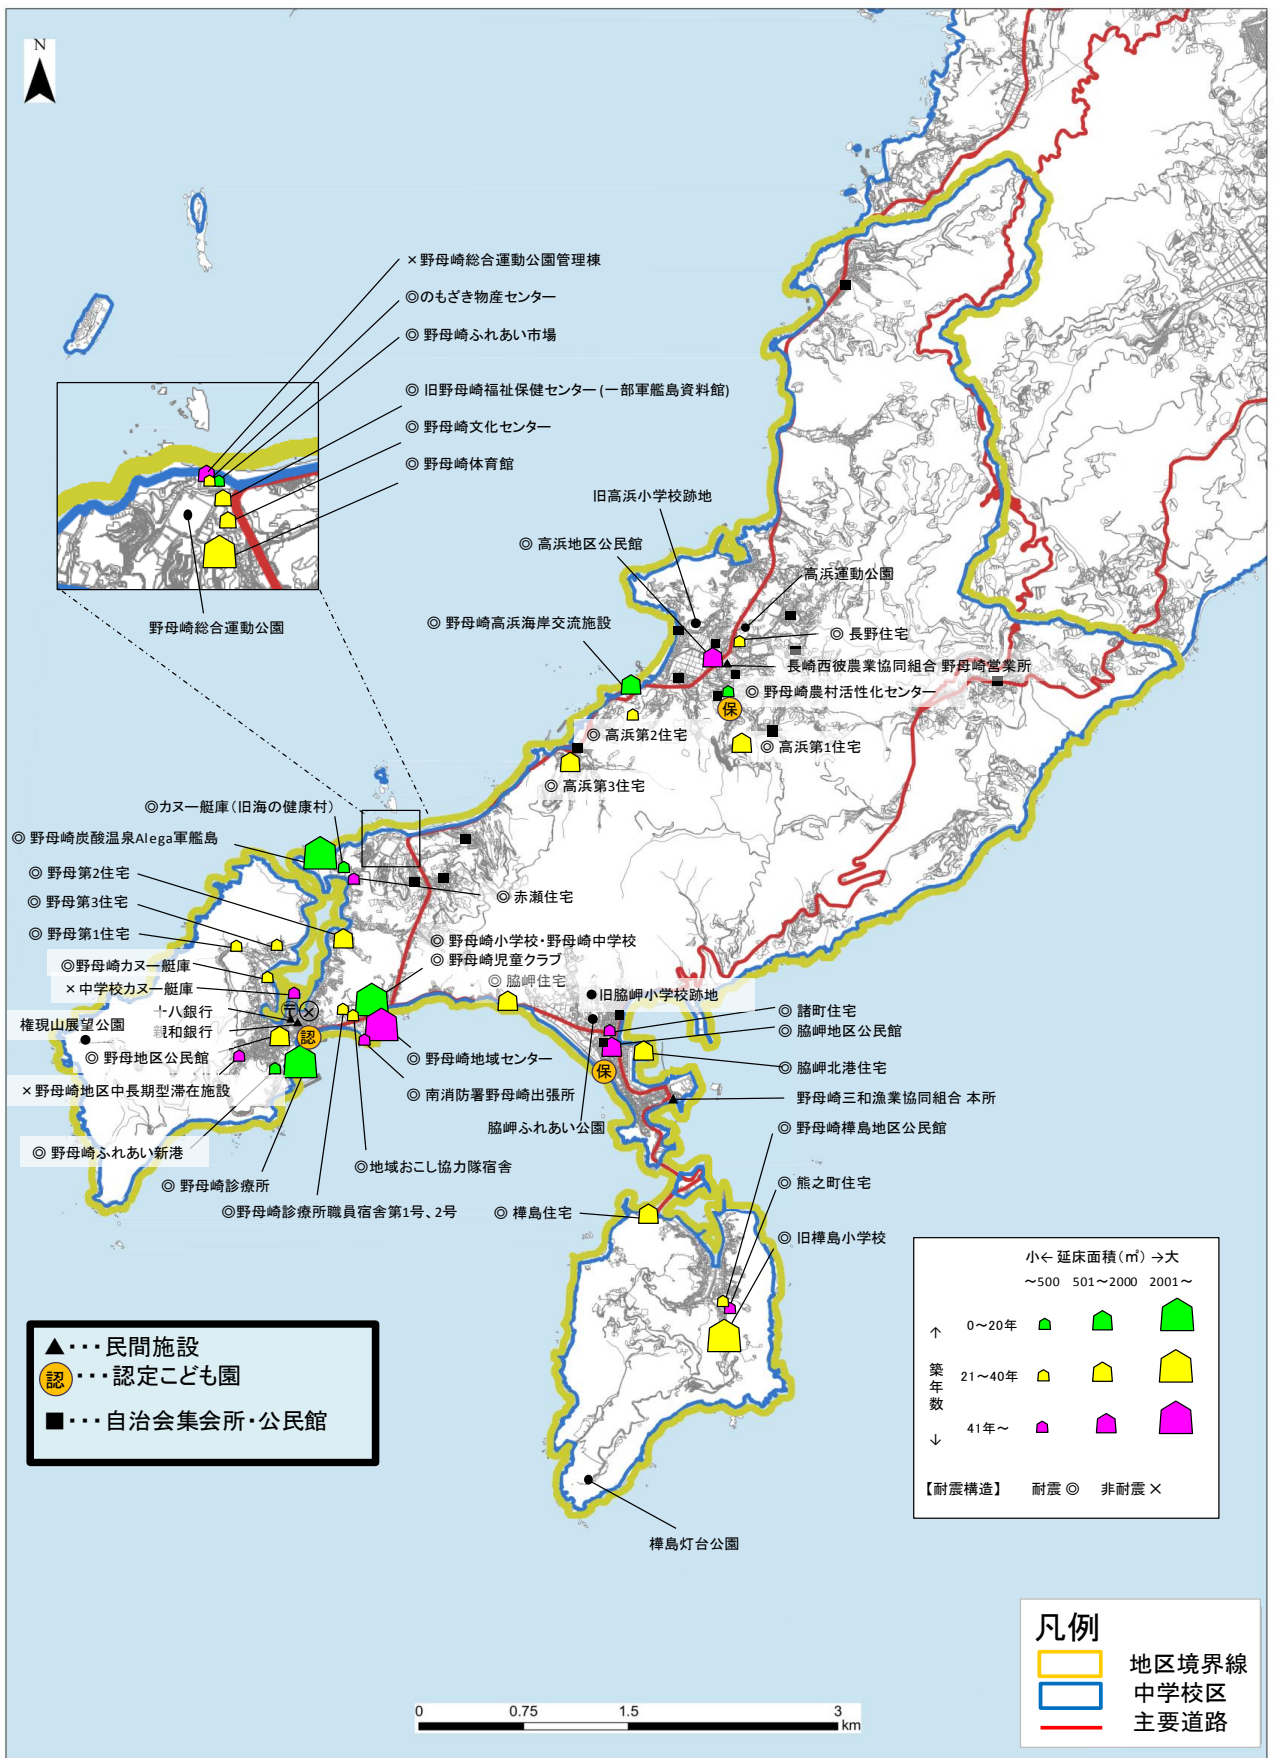 N
×野母崎総合運動公園管理棟
◎のもざき物産センター
◎ 野母崎ふれあい市場
◎ 旧野母崎福祉保健センター(一部軍艦島資料館)
◎ 野母崎文化センター
◎ 野母崎体育館
野母崎総合運動公園
旧高浜小学校跡地
◎ 高浜地区公民館
高浜運動公園
◎ 野母崎高浜海岸交流施設
◎ 長野住宅
長崎西彼農業協同組合 野母崎営業所
◎ 野母崎農村活性化センター
保
◎ 高浜第2住宅
◎ 高浜第1住宅
◎ 高浜第3住宅
◎カヌー艇庫(旧海の健康村)
◎ 野母崎炭酸温泉Alega軍艦島
◎ 野母第2住宅
◎ 赤瀬住宅
◎ 野母第3住宅
◎ 野母第1住宅
◎ 野母崎小学校・野母崎中学校
◎ 野母崎児童クラブ
◎野母崎カヌー艇庫
◎ 脇岬住宅
×中学校カヌー艇庫
旧脇岬小学校跡地
十八銀行
〒
権現山展望公園
親和銀行
◎ 諸町住宅
◎ 脇岬地区公民館
認
◎ 野母地区公民館
◎ 野母崎地域センター
◎ 脇岬北港住宅
保
×野母崎地区中長期型滞在施設
◎ 南消防署野母崎出張所
野母崎三和漁業協同組合 本所
脇岬ふれあい公園
◎ 野母崎樺島地区公民館
◎ 野母崎ふれあい新港
◎地域おこし協力隊宿舎
◎ 野母崎診療所
◎ 熊之町住宅
◎野母崎診療所職員宿舎第1号、2号
◎ 樺島住宅
◎ 旧樺島小学校
樺島灯台公園
▲・・・民間施設
認・・・認定こども園
■・・・自治会集会所・公民館
小← 延床面積(㎡) →大
～500 501～2000 2001～
↑
0～20年
築年数
21～40年
41年～
↓
【耐震構造】 耐震 ◎ 非耐震 ×
凡例
地区境界線
中学校区
主要道路
0 0.75 1.5 3
km